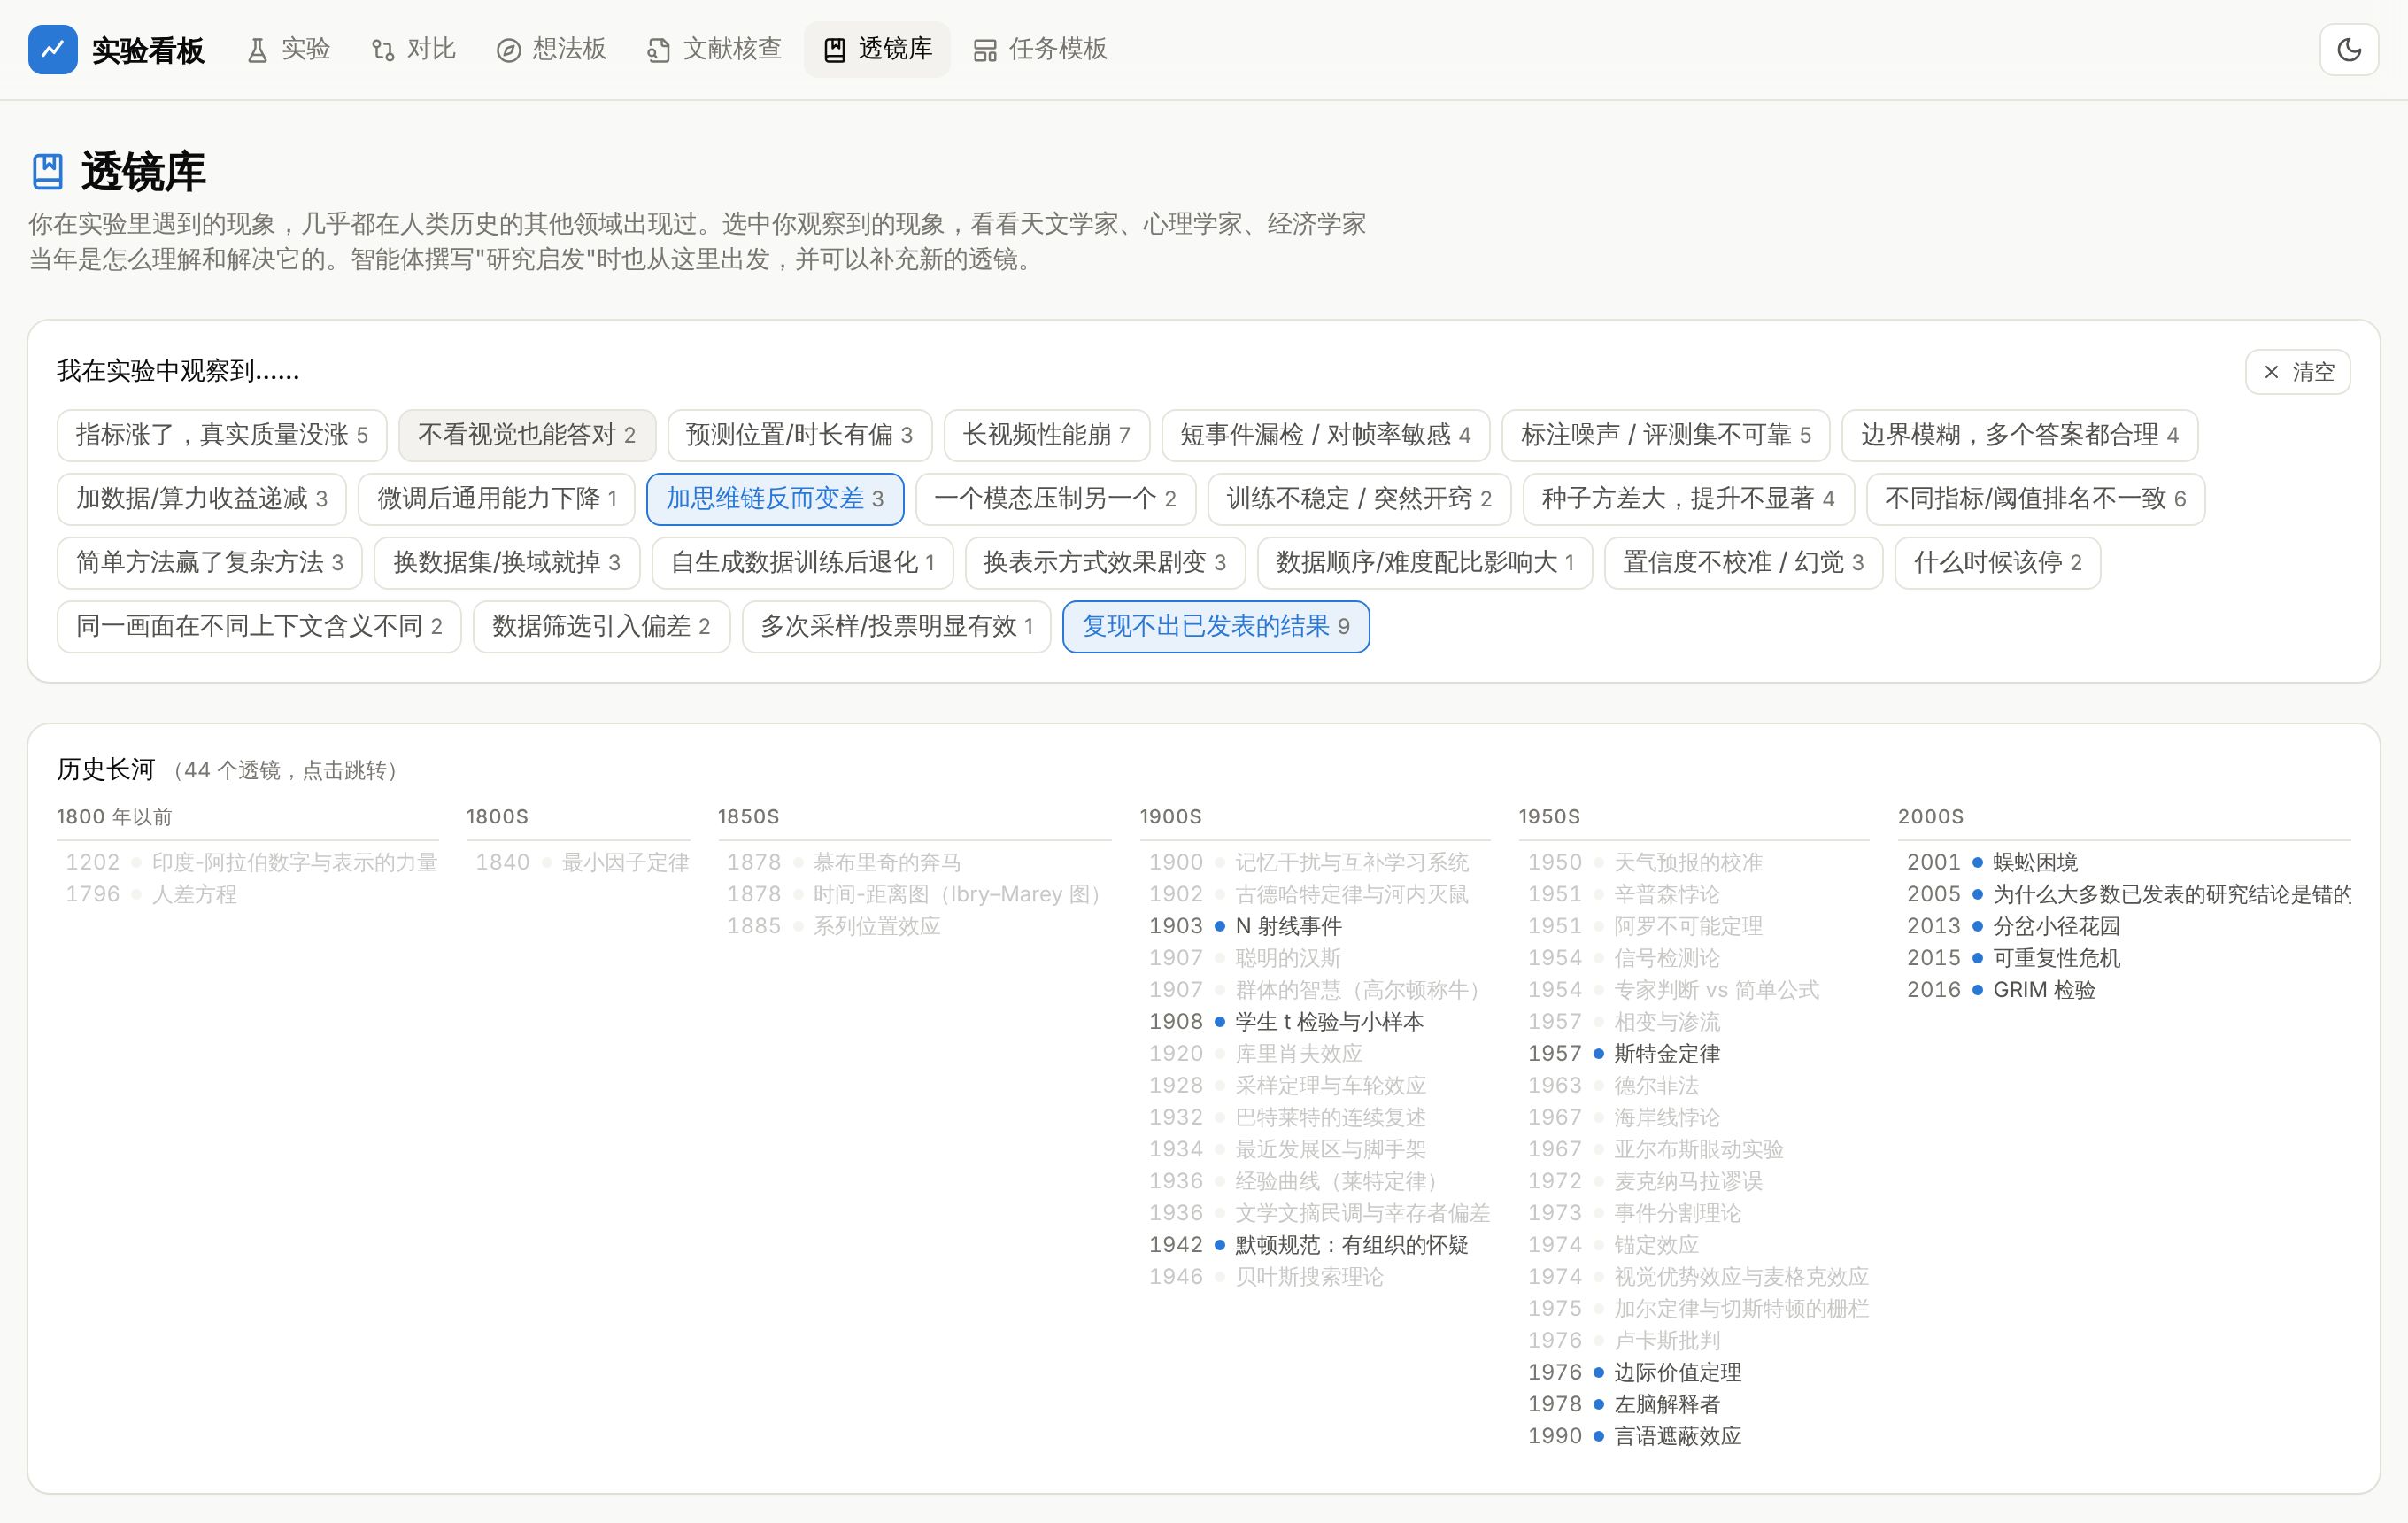 实验看板 实验 对比 想法板 文献核查 透镜库 任务模板
透镜库
你在实验里遇到的现象，几乎都在人类历史的其他领域出现过。选中你观察到的现象，看看天文学家、心理学家、经济学家
当年是怎么理解和解决它的。智能体撰写"研究启发"时也从这里出发，并可以补充新的透镜。
我在实验中观察到…… 清空
指标涨了，真实质量没涨 5 不看视觉也能答对 2 预测位置/时长有偏 3 长视频性能崩 7 短事件漏检 / 对帧率敏感 4 标注噪声 / 评测集不可靠 5 边界模糊，多个答案都合理 4
加数据/算力收益递减 3 微调后通用能力下降 1 加思维链反而变差 3 一个模态压制另一个 2 训练不稳定 / 突然开窍 2 种子方差大，提升不显著 4 不同指标/阈值排名不一致 6
简单方法赢了复杂方法 3 换数据集/换域就掉 3 自生成数据训练后退化 1 换表示方式效果剧变 3 数据顺序/难度配比影响大 1 置信度不校准 / 幻觉 3 什么时候该停 2
同一画面在不同上下文含义不同 2 数据筛选引入偏差 2 多次采样/投票明显有效 1 复现不出已发表的结果 9
历史长河 （44 个透镜，点击跳转）
1800 年以前
1202 印度-阿拉伯数字与表示的力量
1796 人差方程
1800S
1840 最小因子定律
1850S
1878 慕布里奇的奔马
1878 时间-距离图（Ibry–Marey 图）
1885 系列位置效应
1900S
1900 记忆干扰与互补学习系统
1902 古德哈特定律与河内灭鼠
1903 N 射线事件
1907 聪明的汉斯
1907 群体的智慧（高尔顿称牛）
1908 学生 t 检验与小样本
1920 库里肖夫效应
1928 采样定理与车轮效应
1932 巴特莱特的连续复述
1934 最近发展区与脚手架
1936 经验曲线（莱特定律）
1936 文学文摘民调与幸存者偏差
1942 默顿规范：有组织的怀疑
1946 贝叶斯搜索理论
1950S
1950 天气预报的校准
1951 辛普森悖论
1951 阿罗不可能定理
1954 信号检测论
1954 专家判断 vs 简单公式
1957 相变与渗流
1957 斯特金定律
1963 德尔菲法
1967 海岸线悖论
1967 亚尔布斯眼动实验
1972 麦克纳马拉谬误
1973 事件分割理论
1974 锚定效应
1974 视觉优势效应与麦格克效应
1975 加尔定律与切斯特顿的栅栏
1976 卢卡斯批判
1976 边际价值定理
1978 左脑解释者
1990 言语遮蔽效应
2000S
2001 蜈蚣困境
2005 为什么大多数已发表的研究结论是错的
2013 分岔小径花园
2015 可重复性危机
2016 GRIM 检验